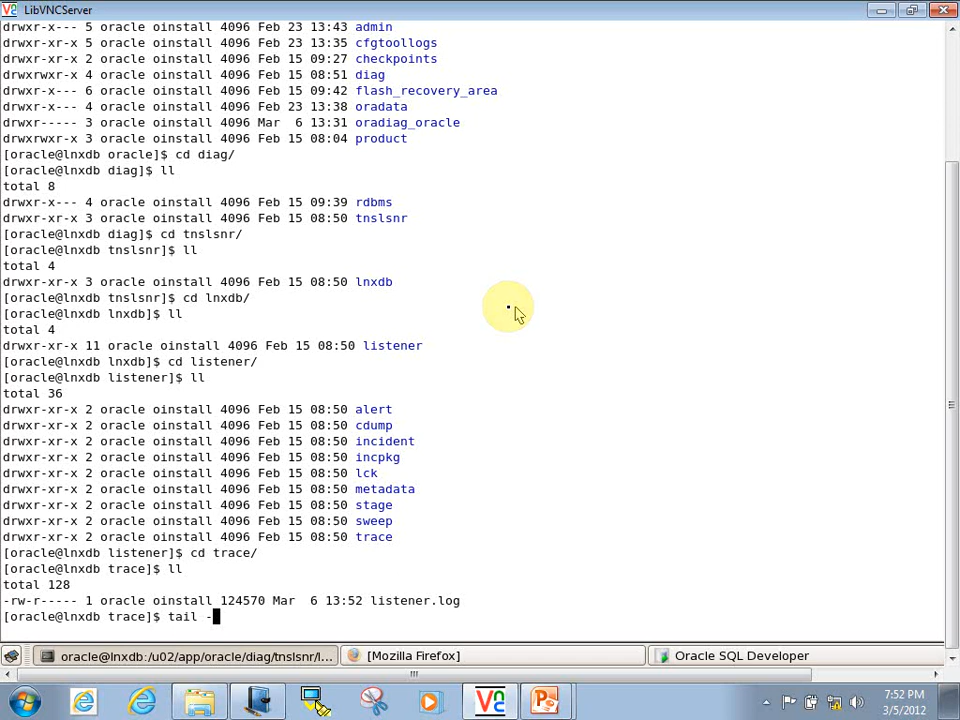 LibVNCServer
drwxr-x--- 5 oracle oinstall 4096 Feb 23 13:43 admin
drwxr-xr-x 5 oracle oinstall 4096 Feb 23 13:35 cfgtoollogs
drwxr-xr-x 2 oracle oinstall 4096 Feb 15 09:27 checkpoints
drwxrwxr-x 4 oracle oinstall 4096 Feb 15 08:51 diag
drwxr-x--- 6 oracle oinstall 4096 Feb 15 09:42 flash_recovery_area
drwxr-x--- 4 oracle oinstall 4096 Feb 23 13:38 oradata
drwxr----- 3 oracle oinstall 4096 Mar  6 13:31 oradiag_oracle
drwxrwxr-x 3 oracle oinstall 4096 Feb 15 08:04 product
[oracle@lnxdb oracle]$ cd diag/
[oracle@lnxdb diag]$ ll
total 8
drwxr-x--- 4 oracle oinstall 4096 Feb 15 09:39 rdbms
drwxr-xr-x 3 oracle oinstall 4096 Feb 15 08:50 tnslsnr
[oracle@lnxdb diag]$ cd tnslsnr/
[oracle@lnxdb tnslsnr]$ ll
total 4
drwxr-xr-x 3 oracle oinstall 4096 Feb 15 08:50 lnxdb
[oracle@lnxdb tnslsnr]$ cd lnxdb/
[oracle@lnxdb lnxdb]$ ll
total 4
drwxr-xr-x 11 oracle oinstall 4096 Feb 15 08:50 listener
[oracle@lnxdb lnxdb]$ cd listener/
[oracle@lnxdb listener]$ ll
total 36
drwxr-xr-x 2 oracle oinstall 4096 Feb 15 08:50 alert
drwxr-xr-x 2 oracle oinstall 4096 Feb 15 08:50 cdump
drwxr-xr-x 2 oracle oinstall 4096 Feb 15 08:50 incident
drwxr-xr-x 2 oracle oinstall 4096 Feb 15 08:50 incpkg
drwxr-xr-x 2 oracle oinstall 4096 Feb 15 08:50 lck
drwxr-xr-x 2 oracle oinstall 4096 Feb 15 08:50 metadata
drwxr-xr-x 2 oracle oinstall 4096 Feb 15 08:50 stage
drwxr-xr-x 2 oracle oinstall 4096 Feb 15 08:50 sweep
drwxr-xr-x 2 oracle oinstall 4096 Feb 15 08:50 trace
[oracle@lnxdb listener]$ cd trace/
[oracle@lnxdb trace]$ ll
total 128
-rw-r----- 1 oracle oinstall 124570 Mar  6 13:52 listener.log
[oracle@lnxdb trace]$ tail -
oracle@lnxdb:/u02/app/oracle/diag/tnslsnr/l... [Mozilla Firefox] Oracle SQL Developer
7:52 PM
3/5/2012